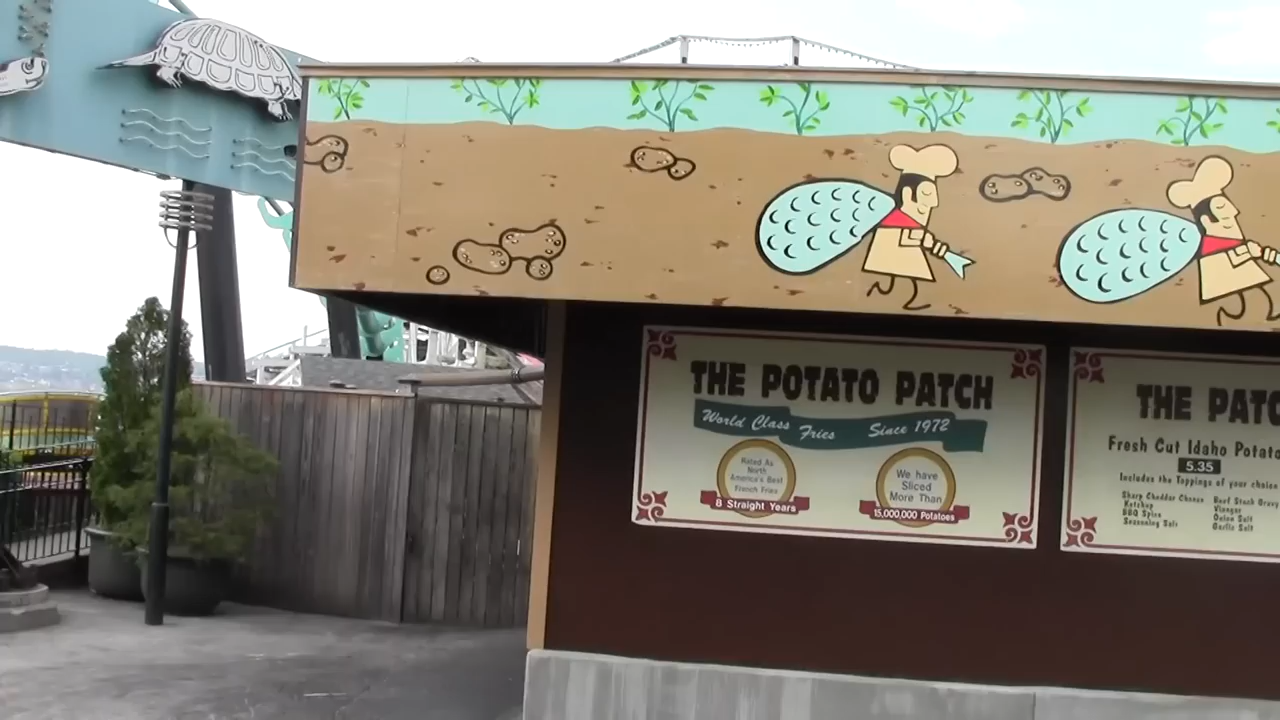 THE POTATO PATCH
World Class Fries Since 1972
Rated As
North
America's Best
French Fries
8 Straight Years
We have
Sliced
More Than
15,000,000 Potatoes
THE PATC
Fresh Cut Idaho Potato
5.35
Includes the Toppings of your choice
Sharp Cheddar Cheese
Ketchup
BBQ Spice
Seasoning Salt
Beef Stock Gravy
Vinegar
Onion Salt
Garlic Salt